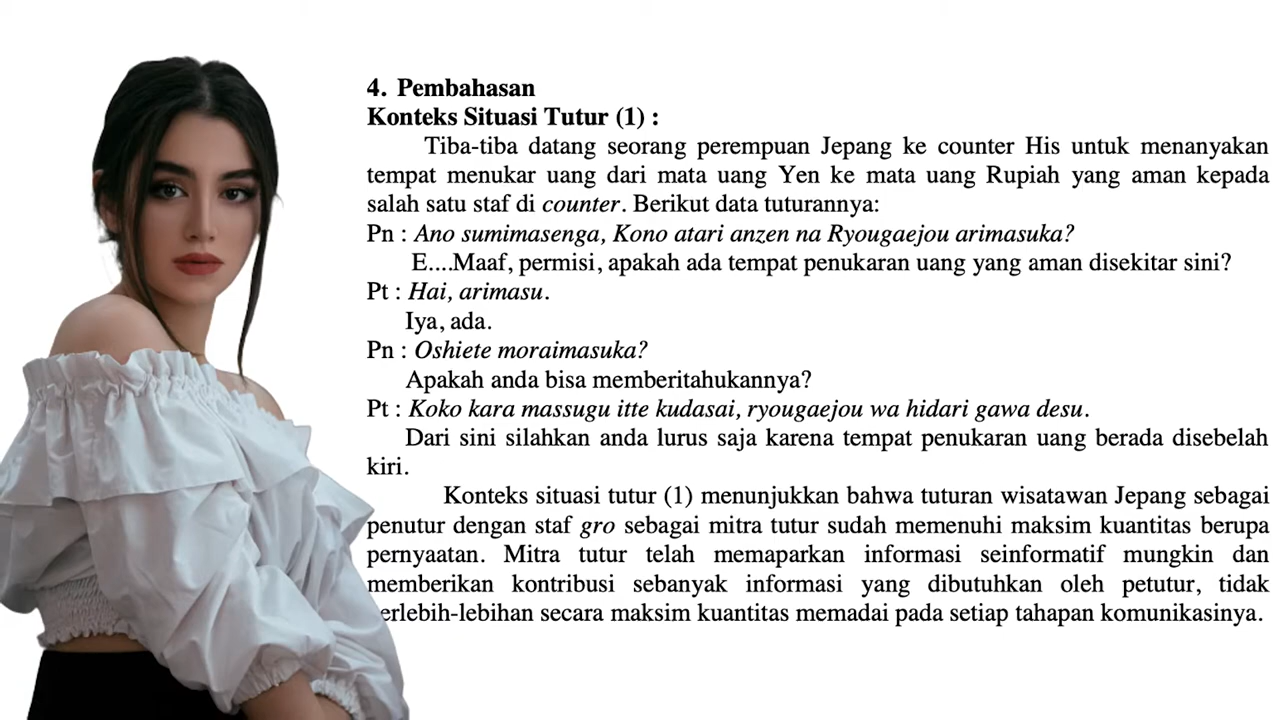 4. Pembahasan
Konteks Situasi Tutur (1) :
Tiba-tiba datang seorang perempuan Jepang ke counter His untuk menanyakan
tempat menukar uang dari mata uang Yen ke mata uang Rupiah yang aman kepada
salah satu staf di counter. Berikut data tuturannya:
Pn : Ano sumimasenga, Kono atari anzen na Ryougaejou arimasuka?
E....Maaf, permisi, apakah ada tempat penukaran uang yang aman disekitar sini?
Pt : Hai, arimasu.
Iya, ada.
Pn : Oshiete moraimasuka?
Apakah anda bisa memberitahukannya?
Pt : Koko kara massugu itte kudasai, ryougaejou wa hidari gawa desu.
Dari sini silahkan anda lurus saja karena tempat penukaran uang berada disebelah
kiri.
Konteks situasi tutur (1) menunjukkan bahwa tuturan wisatawan Jepang sebagai
penutur dengan staf gro sebagai mitra tutur sudah memenuhi maksim kuantitas berupa
pernyaatan. Mitra tutur telah memaparkan informasi seinformatif mungkin dan
memberikan kontribusi sebanyak informasi yang dibutuhkan oleh petutur, tidak
erlebih-lebihan secara maksim kuantitas memadai pada setiap tahapan komunikasinya.